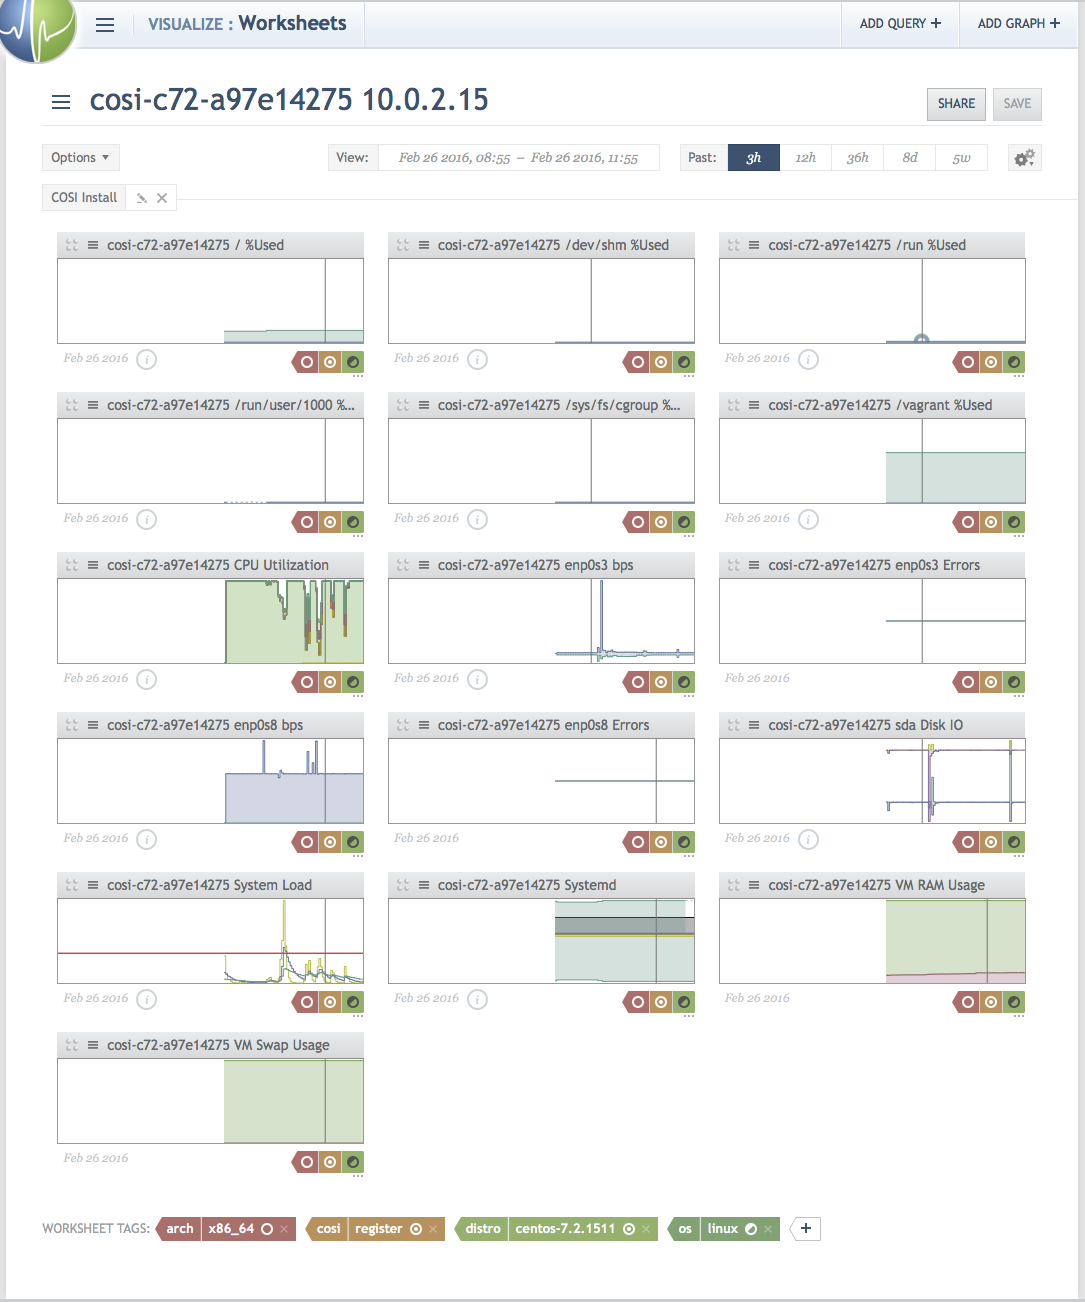 VISUALIZE : Worksheets ADD QUERY + ADD GRAPH +
cosi-c72-a97e14275 10.0.2.15 SHARE SAVE
Options View: Feb 26 2016, 08:55 – Feb 26 2016, 11:55 Past: 3h 12h 36h 8d 5w
COSI Install
cosi-c72-a97e14275 / %Used cosi-c72-a97e14275 /dev/shm %Used cosi-c72-a97e14275 /run %Used
Feb 26 2016 i Feb 26 2016 i Feb 26 2016 i
cosi-c72-a97e14275 /run/user/1000 %... cosi-c72-a97e14275 /sys/fs/cgroup %... cosi-c72-a97e14275 /vagrant %Used
Feb 26 2016 i Feb 26 2016 i Feb 26 2016 i
cosi-c72-a97e14275 CPU Utilization cosi-c72-a97e14275 enp0s3 bps cosi-c72-a97e14275 enp0s3 Errors
Feb 26 2016 i Feb 26 2016 i Feb 26 2016
cosi-c72-a97e14275 enp0s8 bps cosi-c72-a97e14275 enp0s8 Errors cosi-c72-a97e14275 sda Disk IO
Feb 26 2016 i Feb 26 2016 Feb 26 2016 i
cosi-c72-a97e14275 System Load cosi-c72-a97e14275 Systemd cosi-c72-a97e14275 VM RAM Usage
Feb 26 2016 i Feb 26 2016 i Feb 26 2016
cosi-c72-a97e14275 VM Swap Usage
Feb 26 2016
WORKSHEET TAGS: arch x86_64 × cosi register × distro centos-7.2.1511 × os linux × +